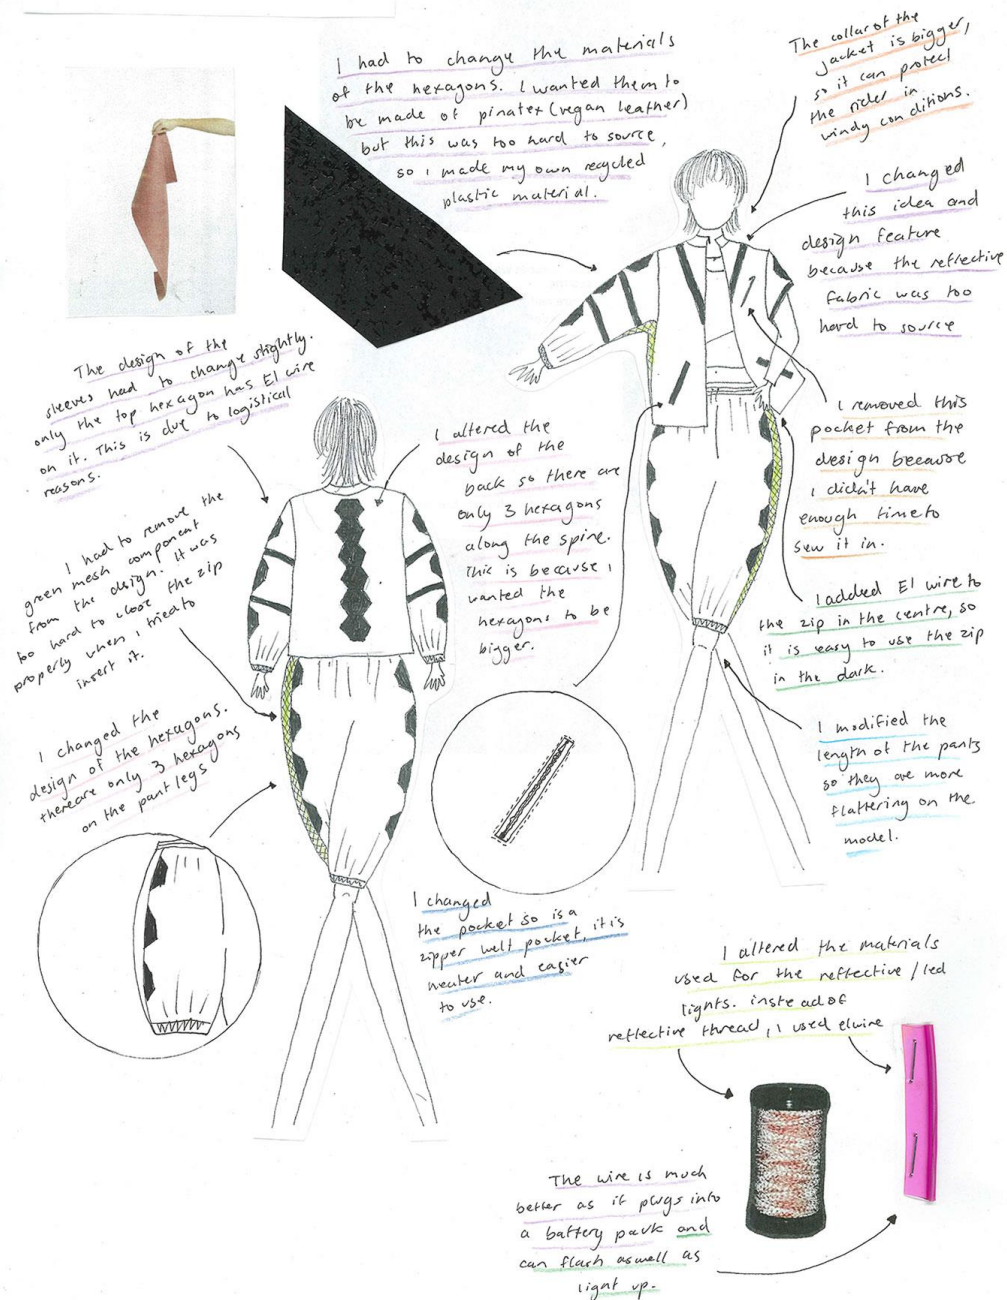 I had to change the materials
of the hexagons. I wanted them to
be made of pinatex (vegan leather)
but this was too hard to source,
so I made my own recycled
plastic material.
The collar of the
jacket is bigger,
so it can protect
the rider in
windy conditions.
I changed
this idea and
design feature
because the reflective
fabric was too
hard to source
The design of the
sleeves had to change slightly.
only the top hexagon has El wire
on it. This is due to logistical
reasons.
I altered the
design of the
back so there are
only 3 hexagons
along the spine.
This is because I
wanted the
hexagons to be
bigger.
I removed this
pocket from the
design because
I didn't have
enough time to
sew it in.
I had to remove the
green mesh component
from the design. It was
too hard to close the zip
properly when I tried to
insert it.
I added El wire to
the zip in the centre, so
it is easy to use the zip
in the dark.
I changed the
design of the hexagons.
there are only 3 hexagons
on the pant legs
I modified the
length of the pants
so they are more
flattering on the
model.
I changed
the pocket so is a
zipper welt pocket, it is
neater and easier
to use.
I altered the materials
used for the reflective / led
lights. instead of
reflective thread, I used el wire
The wire is much
better as it plugs into
a battery pack and
can flash aswell as
light up.